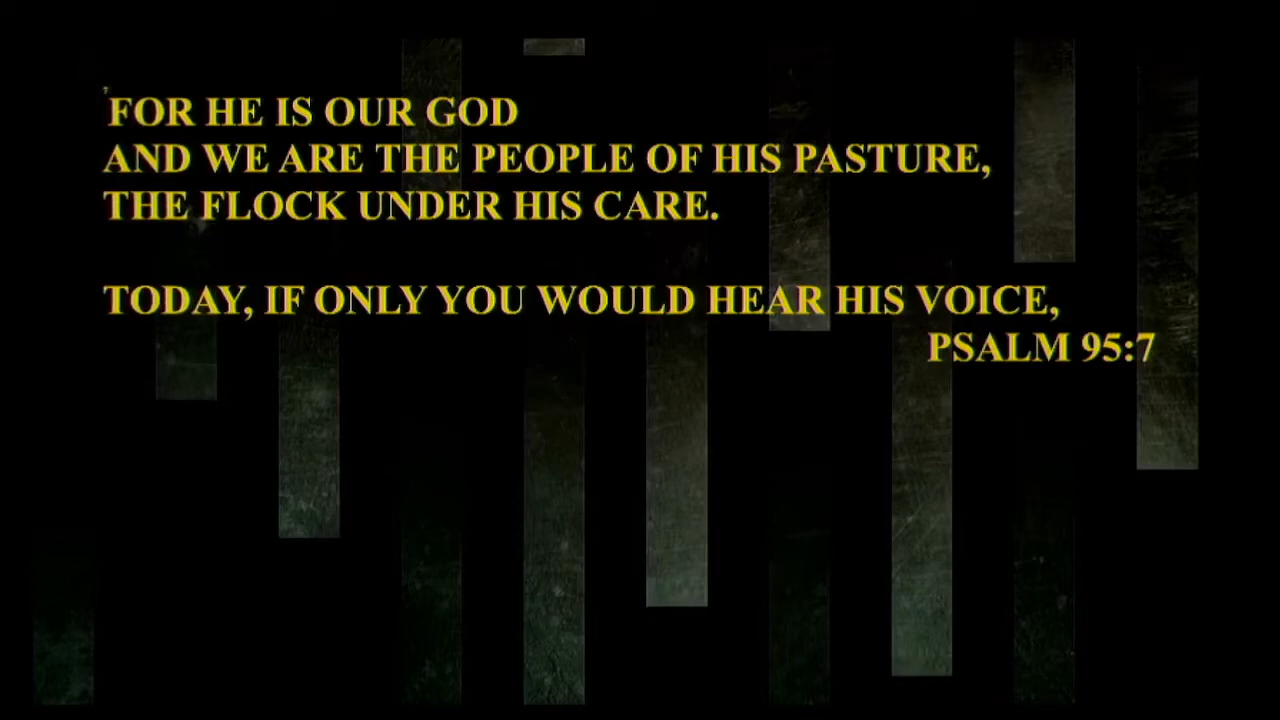 FOR HE IS OUR GOD
AND WE ARE THE PEOPLE OF HIS PASTURE,
THE FLOCK UNDER HIS CARE.
TODAY, IF ONLY YOU WOULD HEAR HIS VOICE,
PSALM 95:7